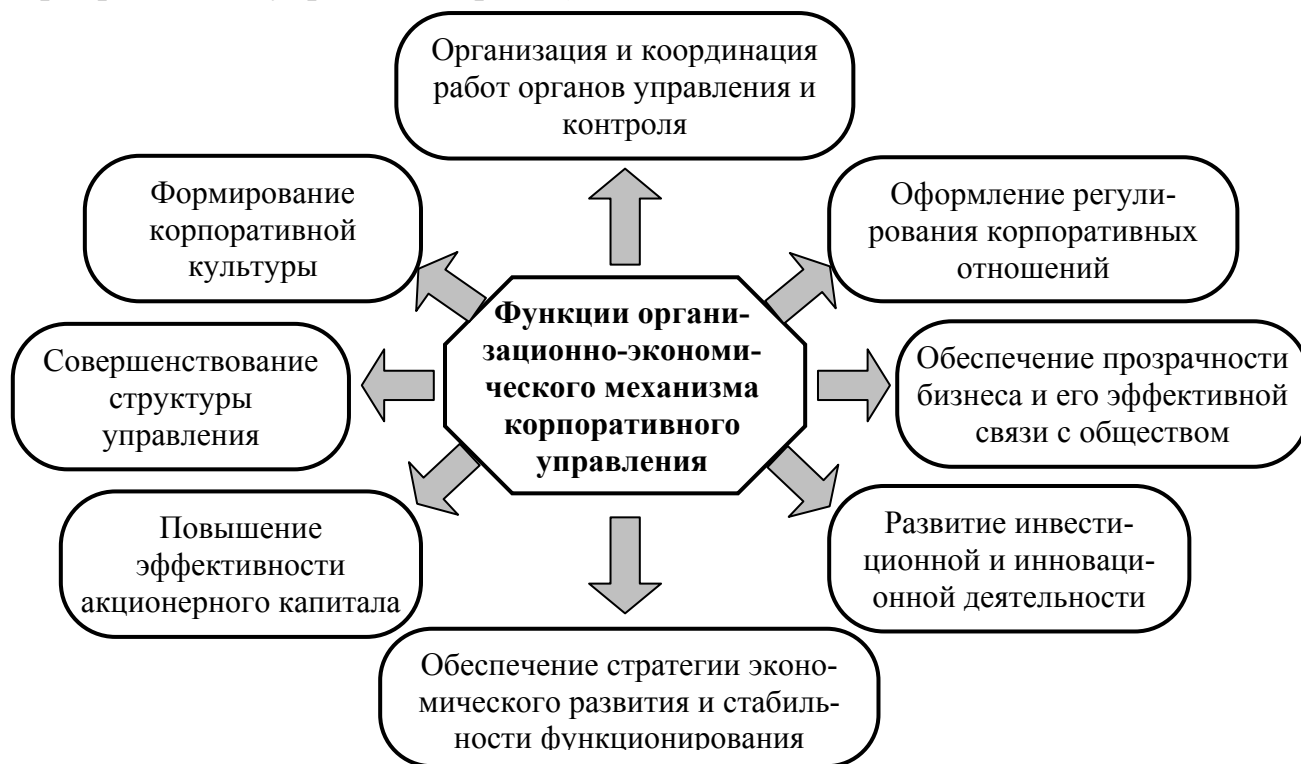 Организация и координация
работ органов управления и
контроля
Формирование
корпоративной
культуры
Оформление регули-
рования корпоративных
отношений
Функции органи-
зационно-экономи-
ческого механизма
корпоративного
управления
Совершенствование
структуры
управления
Обеспечение прозрачности
бизнеса и его эффективной
связи с обществом
Повышение
эффективности
акционерного капитала
Развитие инвести-
ционной и инноваци-
онной деятельности
Обеспечение стратегии эконо-
мического развития и стабиль-
ности функционирования